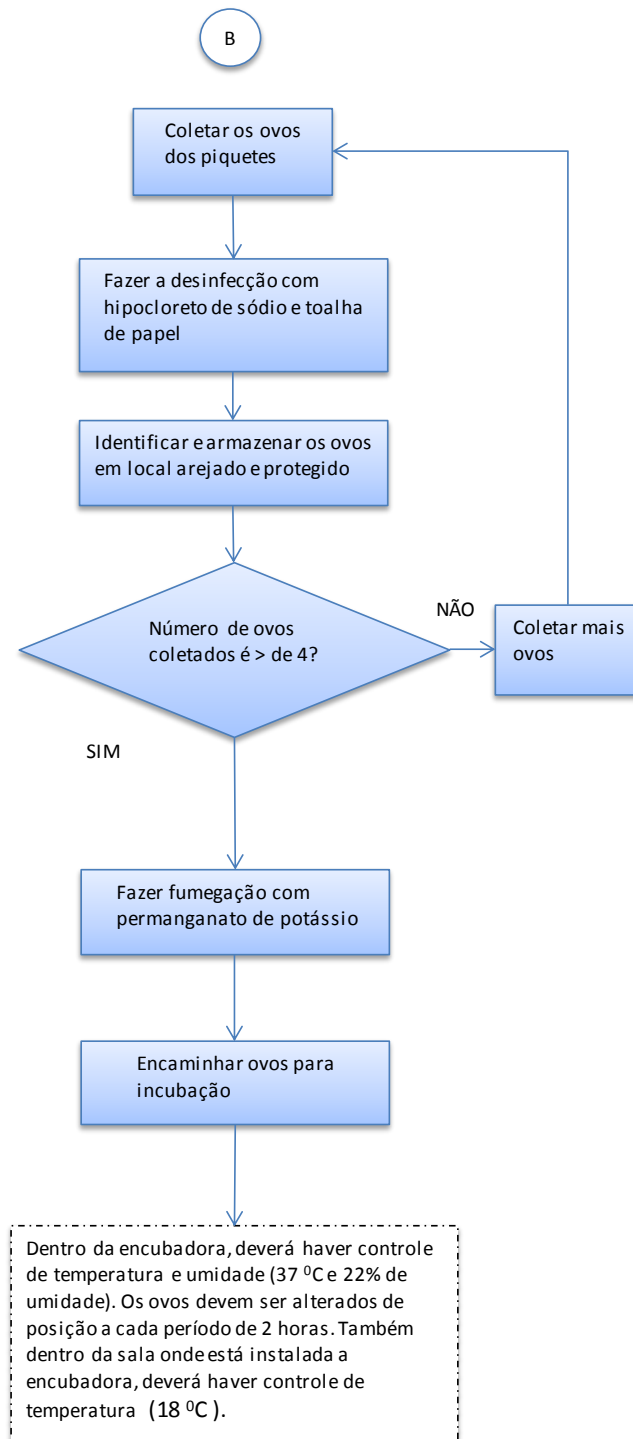 B
Coletar os ovos
dos piquetes
Fazer a desinfecção com
hipocloreto de sódio e toalha
de papel
Identificar e armazenar os ovos
em local arejado e protegido
Número de ovos
coletados é > de 4?
NÃO
Coletar mais
ovos
SIM
Fazer fumegação com
permanganato de potássio
Encaminhar ovos para
incubação
Dentro da encubadora, deverá haver controle
de temperatura e umidade (37 ⁰C e 22% de
umidade). Os ovos devem ser alterados de
posição a cada período de 2 horas. Também
dentro da sala onde está instalada a
encubadora, deverá haver controle de
temperatura (18 ⁰C ).